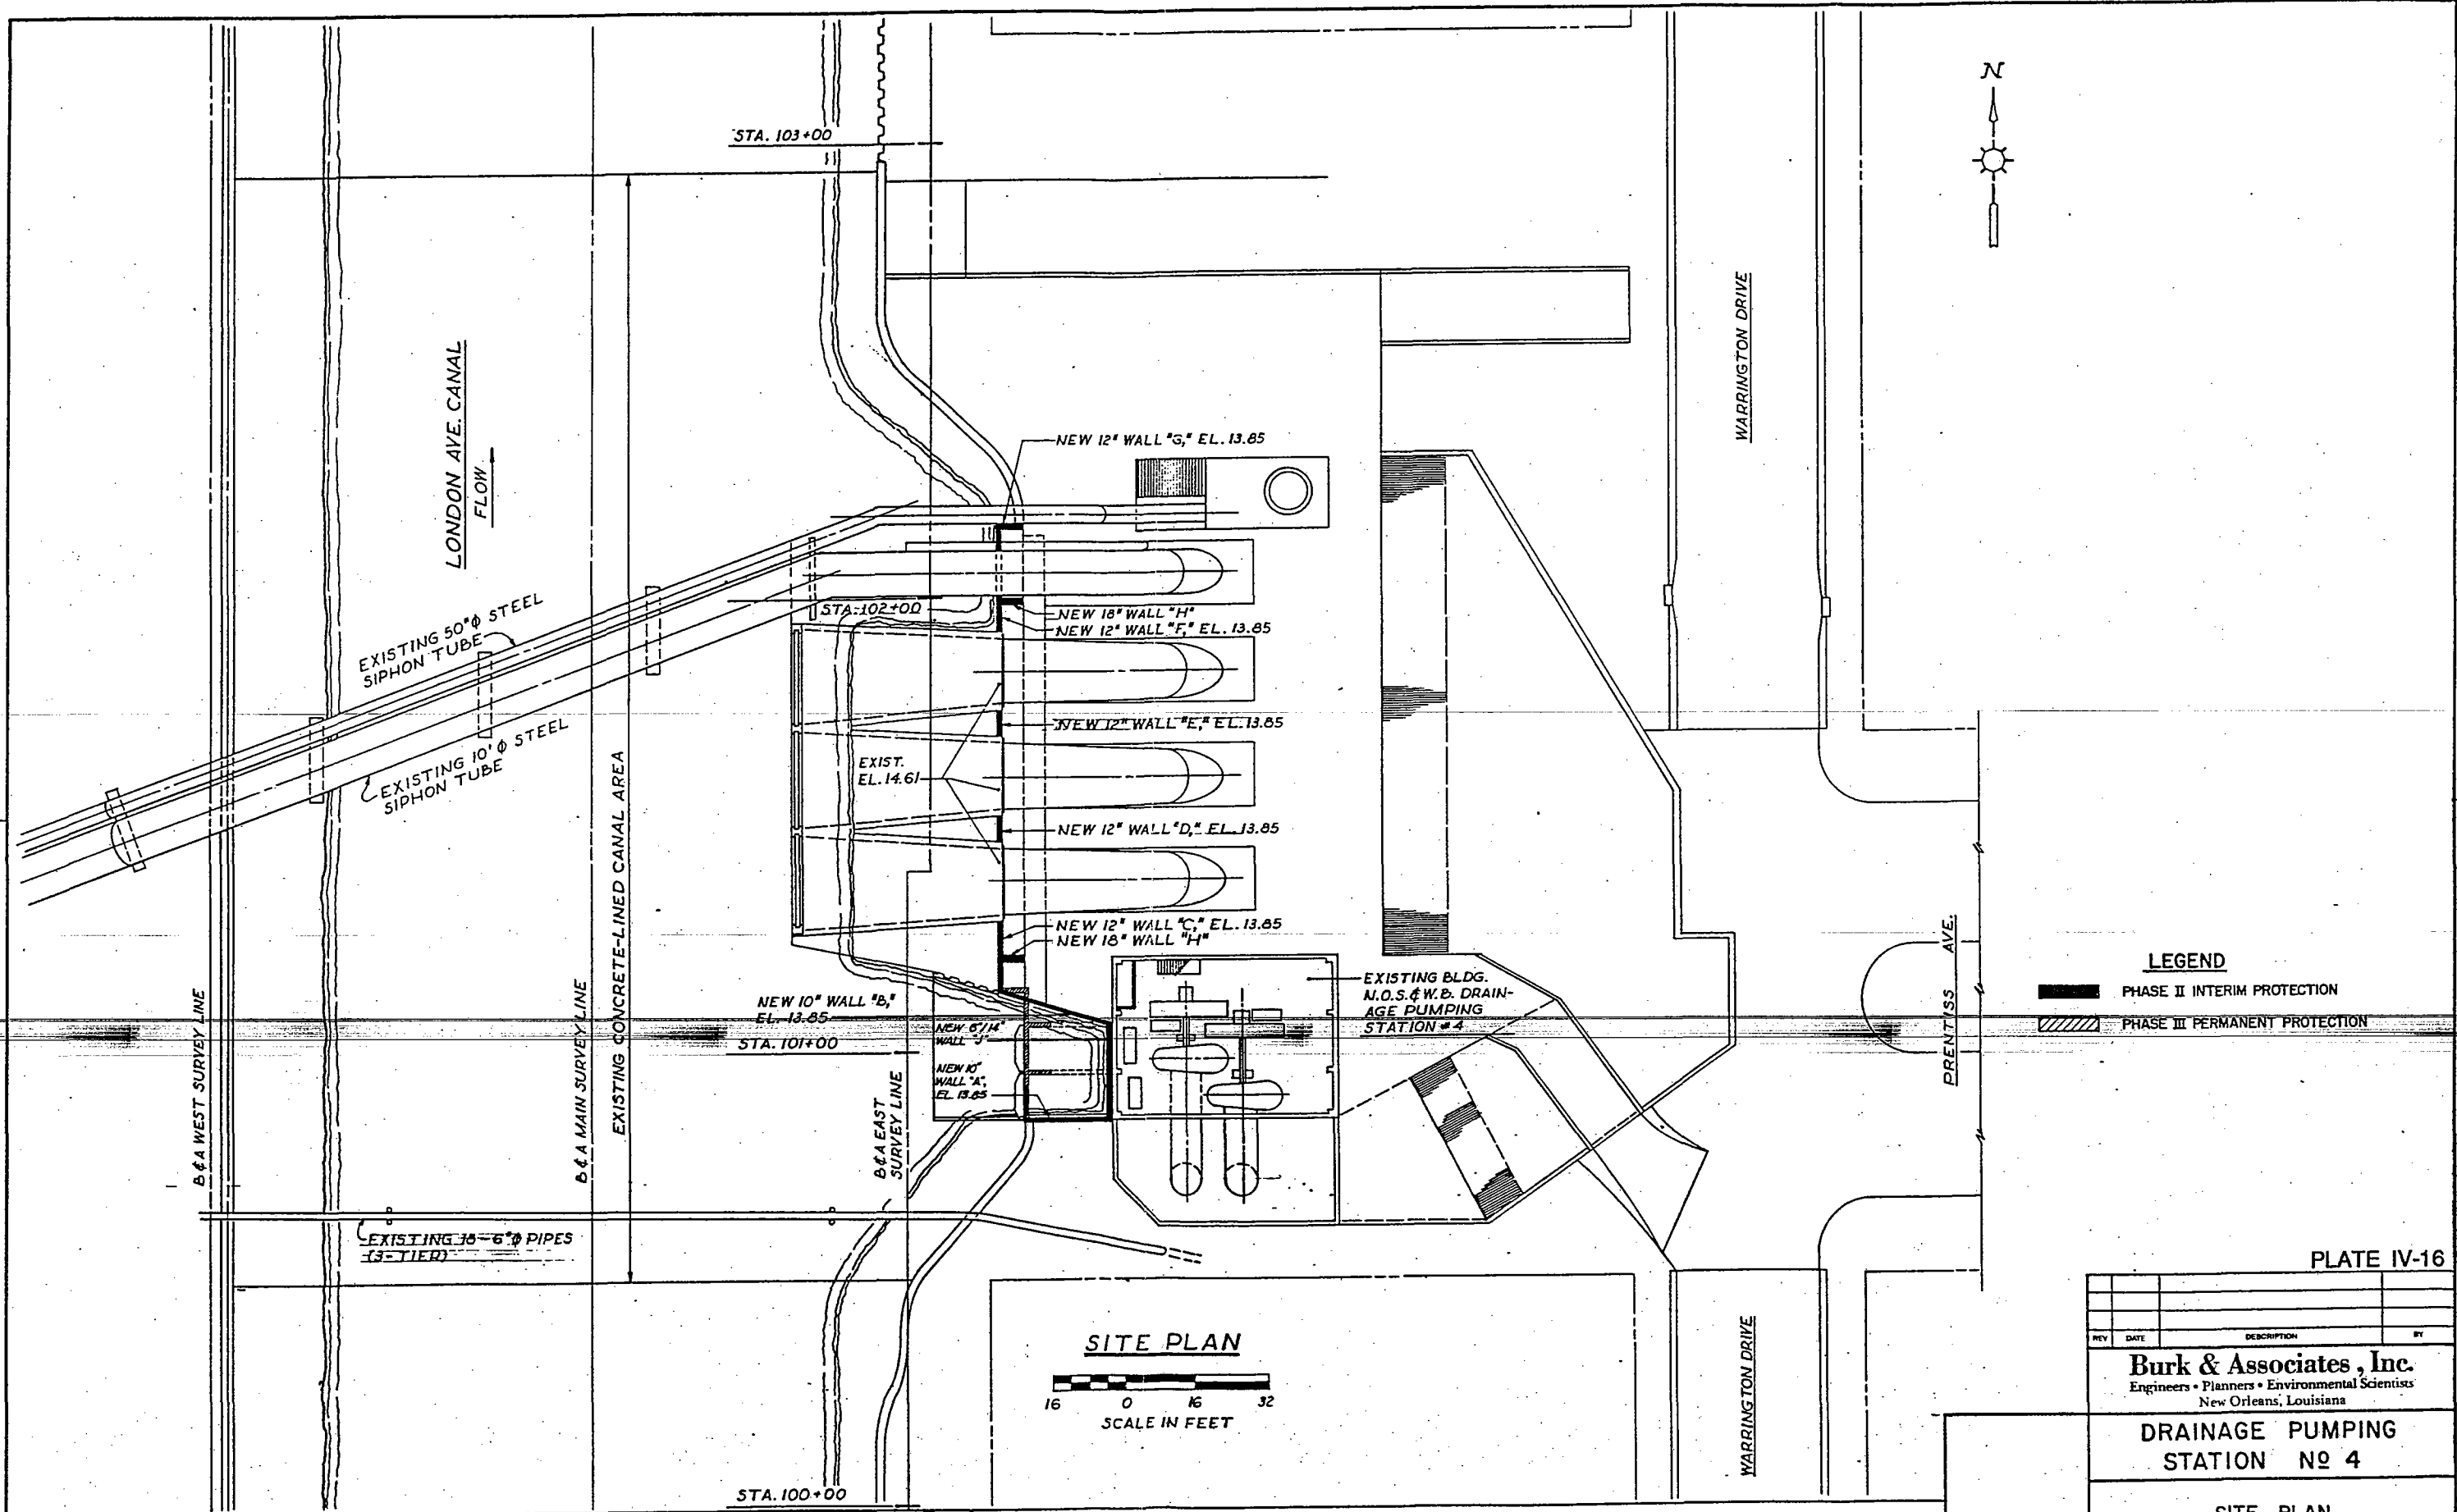 N
STA. 103+00
WARRINGTON DRIVE
LONDON AVE. CANAL
FLOW
NEW 12" WALL "G," EL. 13.85
EXISTING 50"φ STEEL
SIPHON TUBE
STA. 102+00
NEW 18" WALL "H"
NEW 12" WALL "F," EL. 13.85
NEW 12" WALL "E," EL. 13.85
EXISTING 10'φ STEEL
SIPHON TUBE
EXIST.
EL. 14.61
NEW 12" WALL "D," EL. 13.85
EXISTING CONCRETE-LINED CANAL AREA
NEW 12" WALL "C," EL. 13.85
NEW 18" WALL "H"
B&A WEST SURVEY LINE
B&A MAIN SURVEY LINE
B&A EAST
SURVEY LINE
NEW 10" WALL "B,"
EL. 13.85
STA. 101+00
WALL "J"
NEW 10"
WALL "A",
EL. 13.85
EXISTING BLDG.
N.O.S. & W.B. DRAIN-
AGE PUMPING
STATION #4
PRENTISS AVE.
LEGEND
PHASE II INTERIM PROTECTION
PHASE III PERMANENT PROTECTION
EXISTING 18-6"φ PIPES
(3-TIER)
PLATE IV-16
SITE PLAN
16 0 16 32
SCALE IN FEET
WARRINGTON DRIVE
STA. 100+00
REV DATE DESCRIPTION BY
Burk & Associates, Inc.
Engineers • Planners • Environmental Scientists
New Orleans, Louisiana
DRAINAGE PUMPING
STATION Nº 4
SITE PLAN